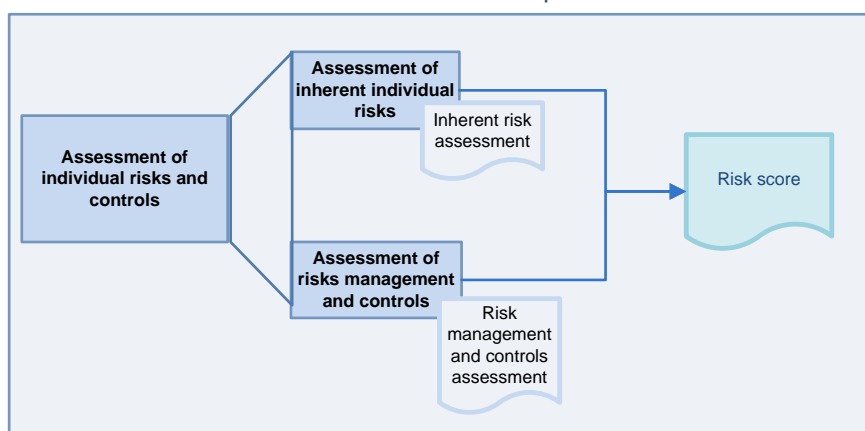 Assessment of
individual risks and
controls
Assessment of
inherent individual
risks
Inherent risk
assessment
Assessment of
risks management
and controls
Risk
management
and controls
assessment
Risk score